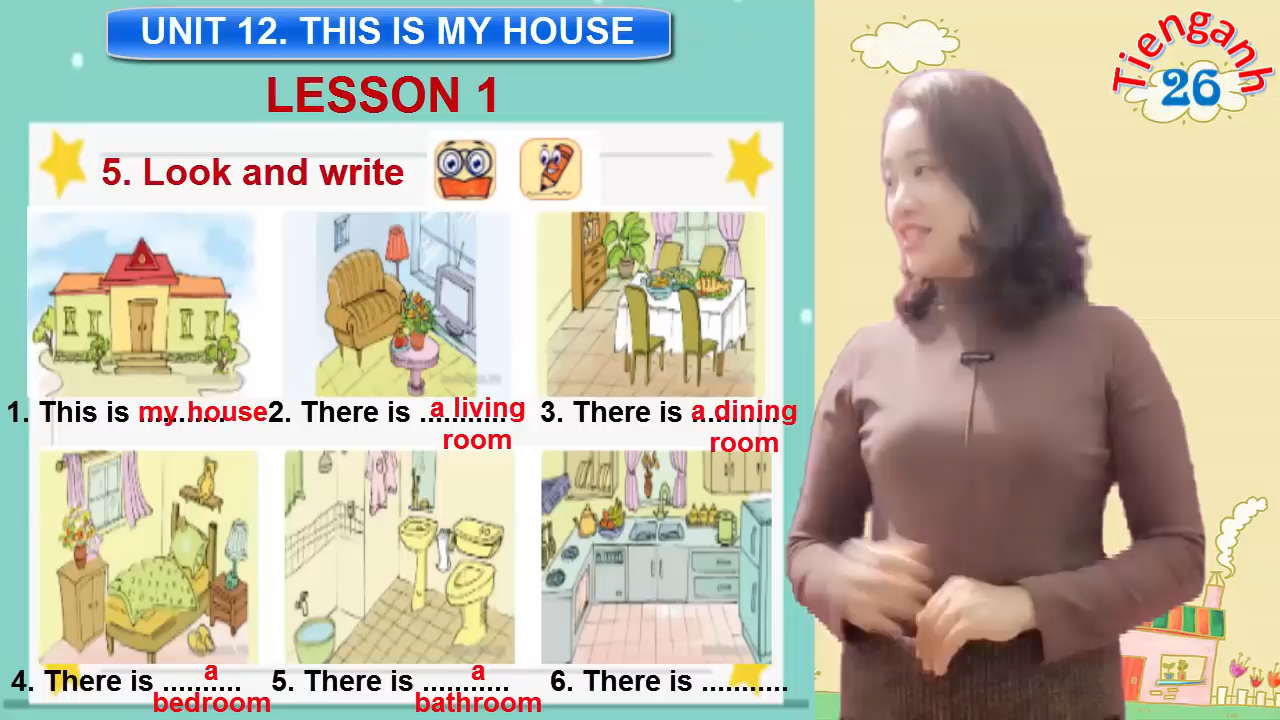 UNIT 12. THIS IS MY HOUSE
LESSON 1
Tienganh
26
5. Look and write
1. This is my house
2. There is a living room
3. There is a dining room
4. There is a bedroom
5. There is a bathroom
6. There is ...........